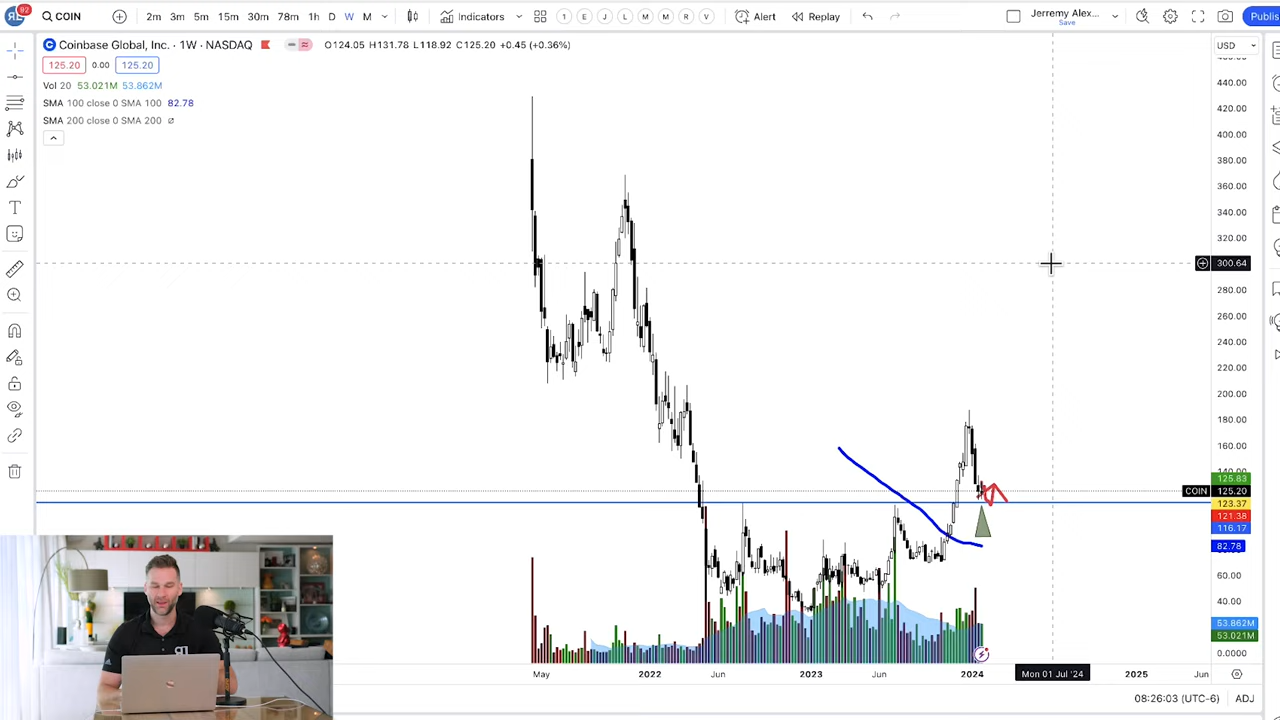 92
COIN
2m 3m 5m 15m 30m 78m 1h D W M
Indicators
1 E J L M M R V
Alert
Replay
Jerremy Alex...
Save
Publis
Coinbase Global, Inc. · 1W · NASDAQ
O124.05 H131.78 L118.92 C125.20 +0.45 (+0.36%)
USD
125.20 0.00 125.20
Vol 20 53.021M 53.862M
SMA 100 close 0 SMA 100 82.78
SMA 200 close 0 SMA 200 ∅
440.00
420.00
400.00
380.00
360.00
340.00
320.00
300.64
280.00
260.00
240.00
220.00
200.00
180.00
160.00
140.00
125.83
COIN 125.20
123.37
121.38
116.17
82.78
60.00
40.00
53.862M
53.021M
0.0000
May 2022 Jun 2023 Jun 2024 Mon 01 Jul '24 2025 Jun
08:26:03 (UTC-6) ADJ